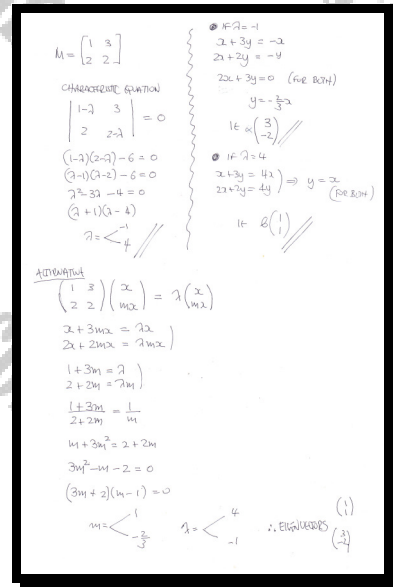 M = [1 3
2 2]
CHARACTERISTIC EQUATION
|1-λ 3
2 2-λ| = 0
(1-λ)(2-λ) - 6 = 0
(λ-1)(λ-2) - 6 = 0
λ² - 3λ - 4 = 0
(λ + 1)(λ - 4)
λ = < -1
4
● IF λ = -1
x + 3y = -x
2x + 2y = -y
2x + 3y = 0 (FOR BOTH)
y = -2/3 x
IE α(3
-2)
● IF λ = 4
x + 3y = 4x
2x + 2y = 4y ) ⇒ y = x
(FOR BOTH)
IE β(1
1)
ALTERNATIVE
(1 3
2 2)(x
mx) = λ(x
mx)
x + 3mx = λx
2x + 2mx = λmx )
1 + 3m = λ
2 + 2m = λm )
(1 + 3m)/(2 + 2m) = 1/m
m + 3m² = 2 + 2m
3m² - m - 2 = 0
(3m + 2)(m - 1) = 0
m = < 1
-2/3
λ = < 4
-1
∴ EIGENVECTORS
(1
1)
(3
-2)